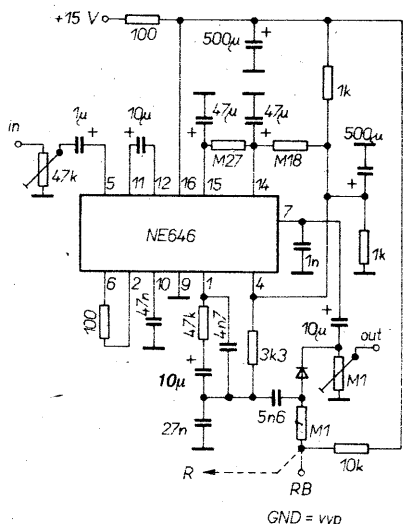 +15 V
100
500µ
+
1k
47µ
47µ
+
+
500µ
+
1µ
10µ
in
+
+
M27
M18
47k
5
11
12
16
15
14
7
NE646
1n
1k
6
2
10
9
1
4
100
47n
47k
4n7
3k3
10µ
+
out
+
10µ
M1
5n6
27n
M1
R
10k
RB
GND = vvp